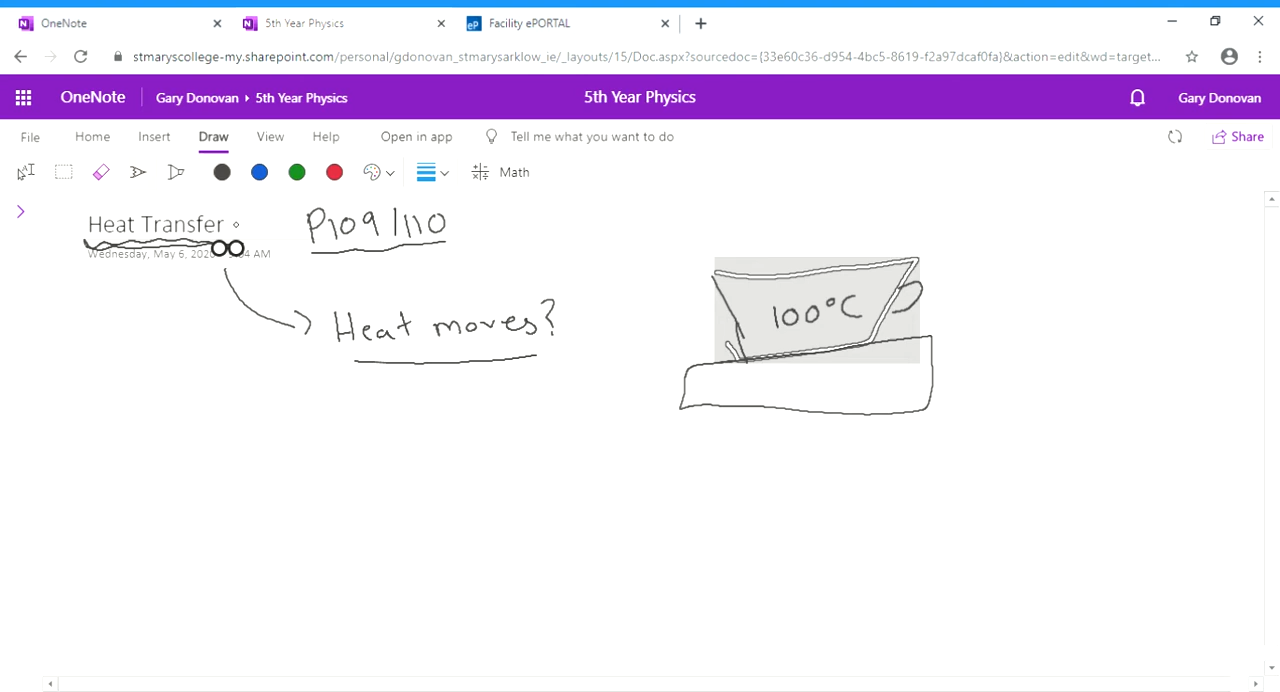 OneNote
5th Year Physics
Facility ePORTAL
stmaryscollege-my.sharepoint.com/personal/gdonovan_stmarysarklow_ie/_layouts/15/Doc.aspx?sourcedoc={33e60c36-d954-4bc5-8619-f2a97dcaf0fa}&action=edit&wd=target...
OneNote Gary Donovan ▸ 5th Year Physics 5th Year Physics Gary Donovan
File Home Insert Draw View Help Open in app Tell me what you want to do Share
Math
Heat Transfer
P109/110
Wednesday, May 6, AM
100°C
Heat moves?